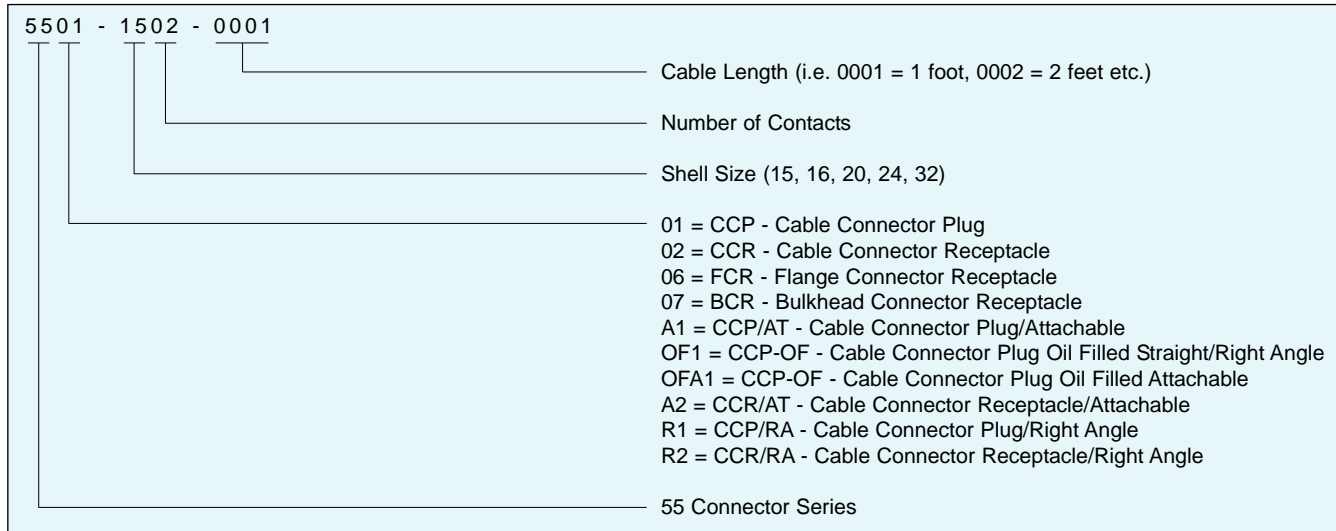 5501 - 1502 - 0001
Cable Length (i.e. 0001 = 1 foot, 0002 = 2 feet etc.)
Number of Contacts
Shell Size (15, 16, 20, 24, 32)
01 = CCP - Cable Connector Plug
02 = CCR - Cable Connector Receptacle
06 = FCR - Flange Connector Receptacle
07 = BCR - Bulkhead Connector Receptacle
A1 = CCP/AT - Cable Connector Plug/Attachable
OF1 = CCP-OF - Cable Connector Plug Oil Filled Straight/Right Angle
OFA1 = CCP-OF - Cable Connector Plug Oil Filled Attachable
A2 = CCR/AT - Cable Connector Receptacle/Attachable
R1 = CCP/RA - Cable Connector Plug/Right Angle
R2 = CCR/RA - Cable Connector Receptacle/Right Angle
55 Connector Series